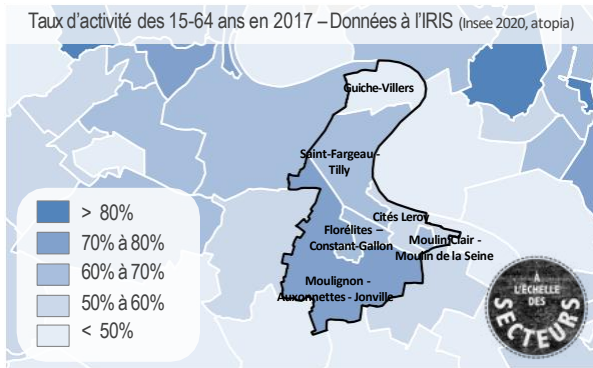 Taux d’activité des 15-64 ans en 2017 – Données à l’IRIS (Insee 2020, atopia)
Guiche-Villers
Saint-Fargeau -
Tilly
Cités Leroy
Florélites –
Constant-Gallon
Moulin Clair -
Moulin de la Seine
Moulignon -
Auxonnettes - Jonville
> 80%
70% à 80%
60% à 70%
50% à 60%
< 50%
A
L'ÉCHELLE
DES
SECTEURS